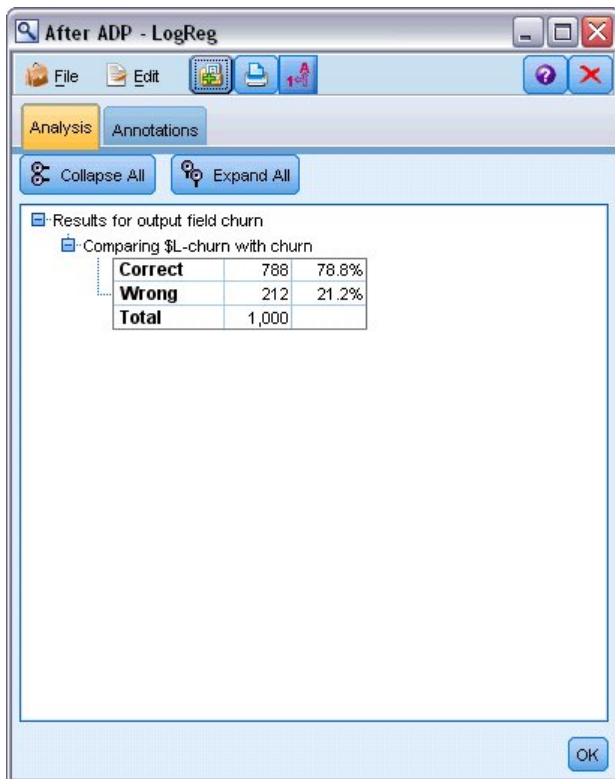 After ADP - LogReg
File Edit
Analysis Annotations
Collapse All Expand All
Results for output field churn
Comparing $L-churn with churn
Correct 788 78.8%
Wrong 212 21.2%
Total 1,000
OK